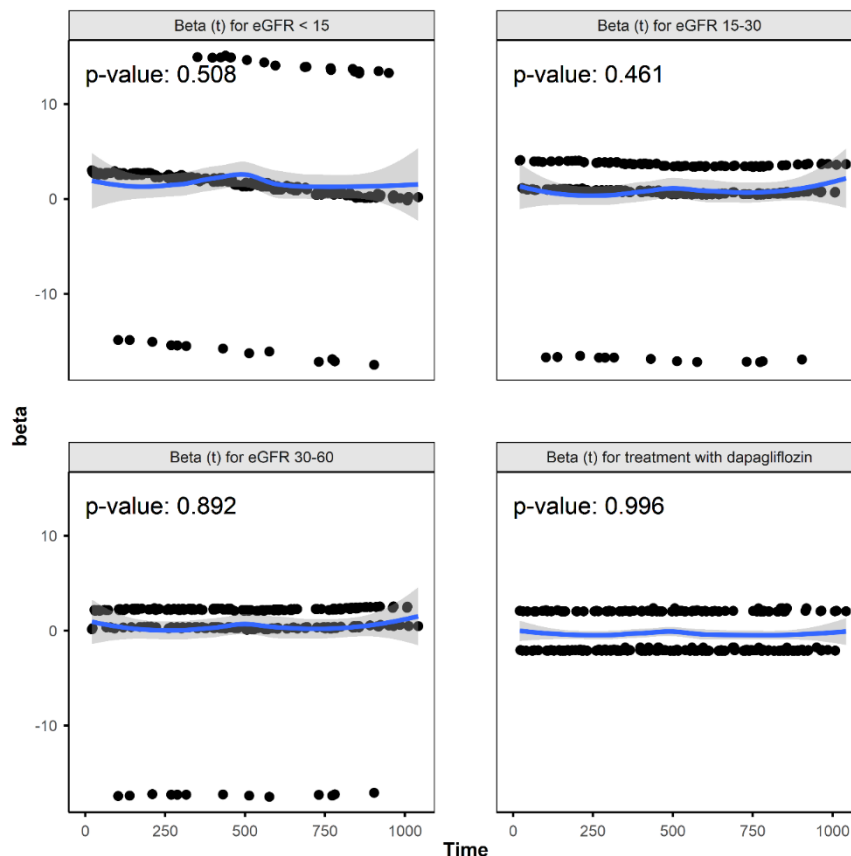 Beta (t) for eGFR < 15
Beta (t) for eGFR 15-30
p-value: 0.508
p-value: 0.461
10
0
-10
beta
Beta (t) for eGFR 30-60
Beta (t) for treatment with dapagliflozin
p-value: 0.892
p-value: 0.996
10
0
-10
0 250 500 750 1000
0 250 500 750 1000
Time